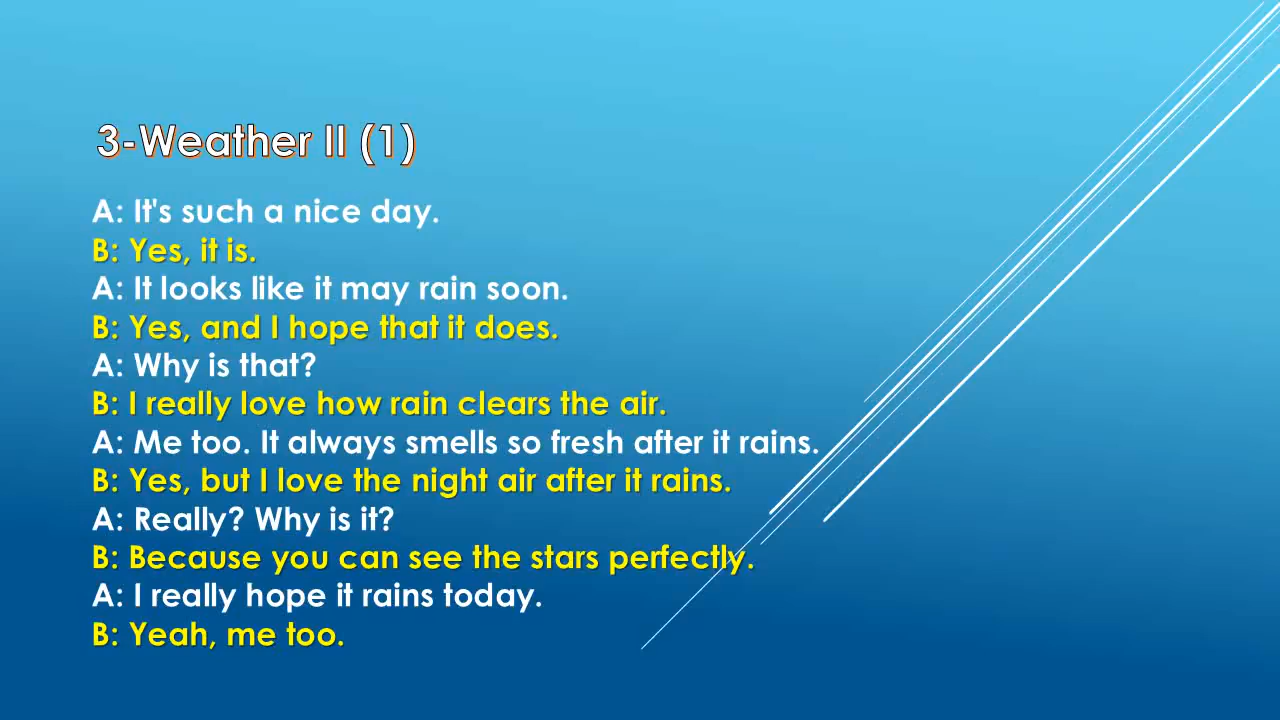 3-Weather II (1)
A: It's such a nice day.
B: Yes, it is.
A: It looks like it may rain soon.
B: Yes, and I hope that it does.
A: Why is that?
B: I really love how rain clears the air.
A: Me too. It always smells so fresh after it rains.
B: Yes, but I love the night air after it rains.
A: Really? Why is it?
B: Because you can see the stars perfectly.
A: I really hope it rains today.
B: Yeah, me too.